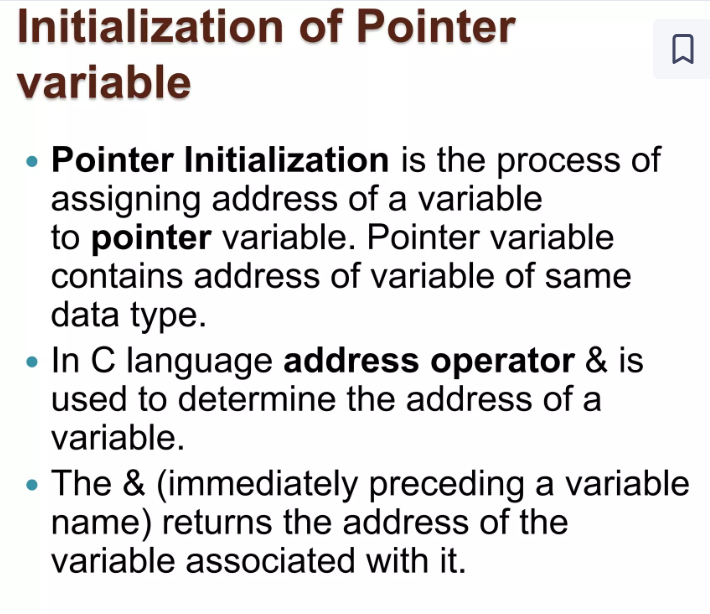 Initialization of Pointer
variable
• Pointer Initialization is the process of
assigning address of a variable
to pointer variable. Pointer variable
contains address of variable of same
data type.
• In C language address operator & is
used to determine the address of a
variable.
• The & (immediately preceding a variable
name) returns the address of the
variable associated with it.